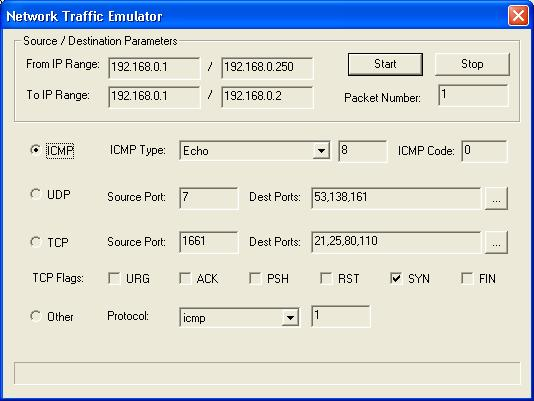 Network Traffic Emulator
Source / Destination Parameters
From IP Range: 192.168.0.1 / 192.168.0.250 Start Stop
To IP Range: 192.168.0.1 / 192.168.0.2 Packet Number: 1
ICMP ICMP Type: Echo 8 ICMP Code: 0
UDP Source Port: 7 Dest Ports: 53,138,161 ...
TCP Source Port: 1661 Dest Ports: 21,25,80,110 ...
TCP Flags: URG ACK PSH RST SYN FIN
Other Protocol: icmp 1